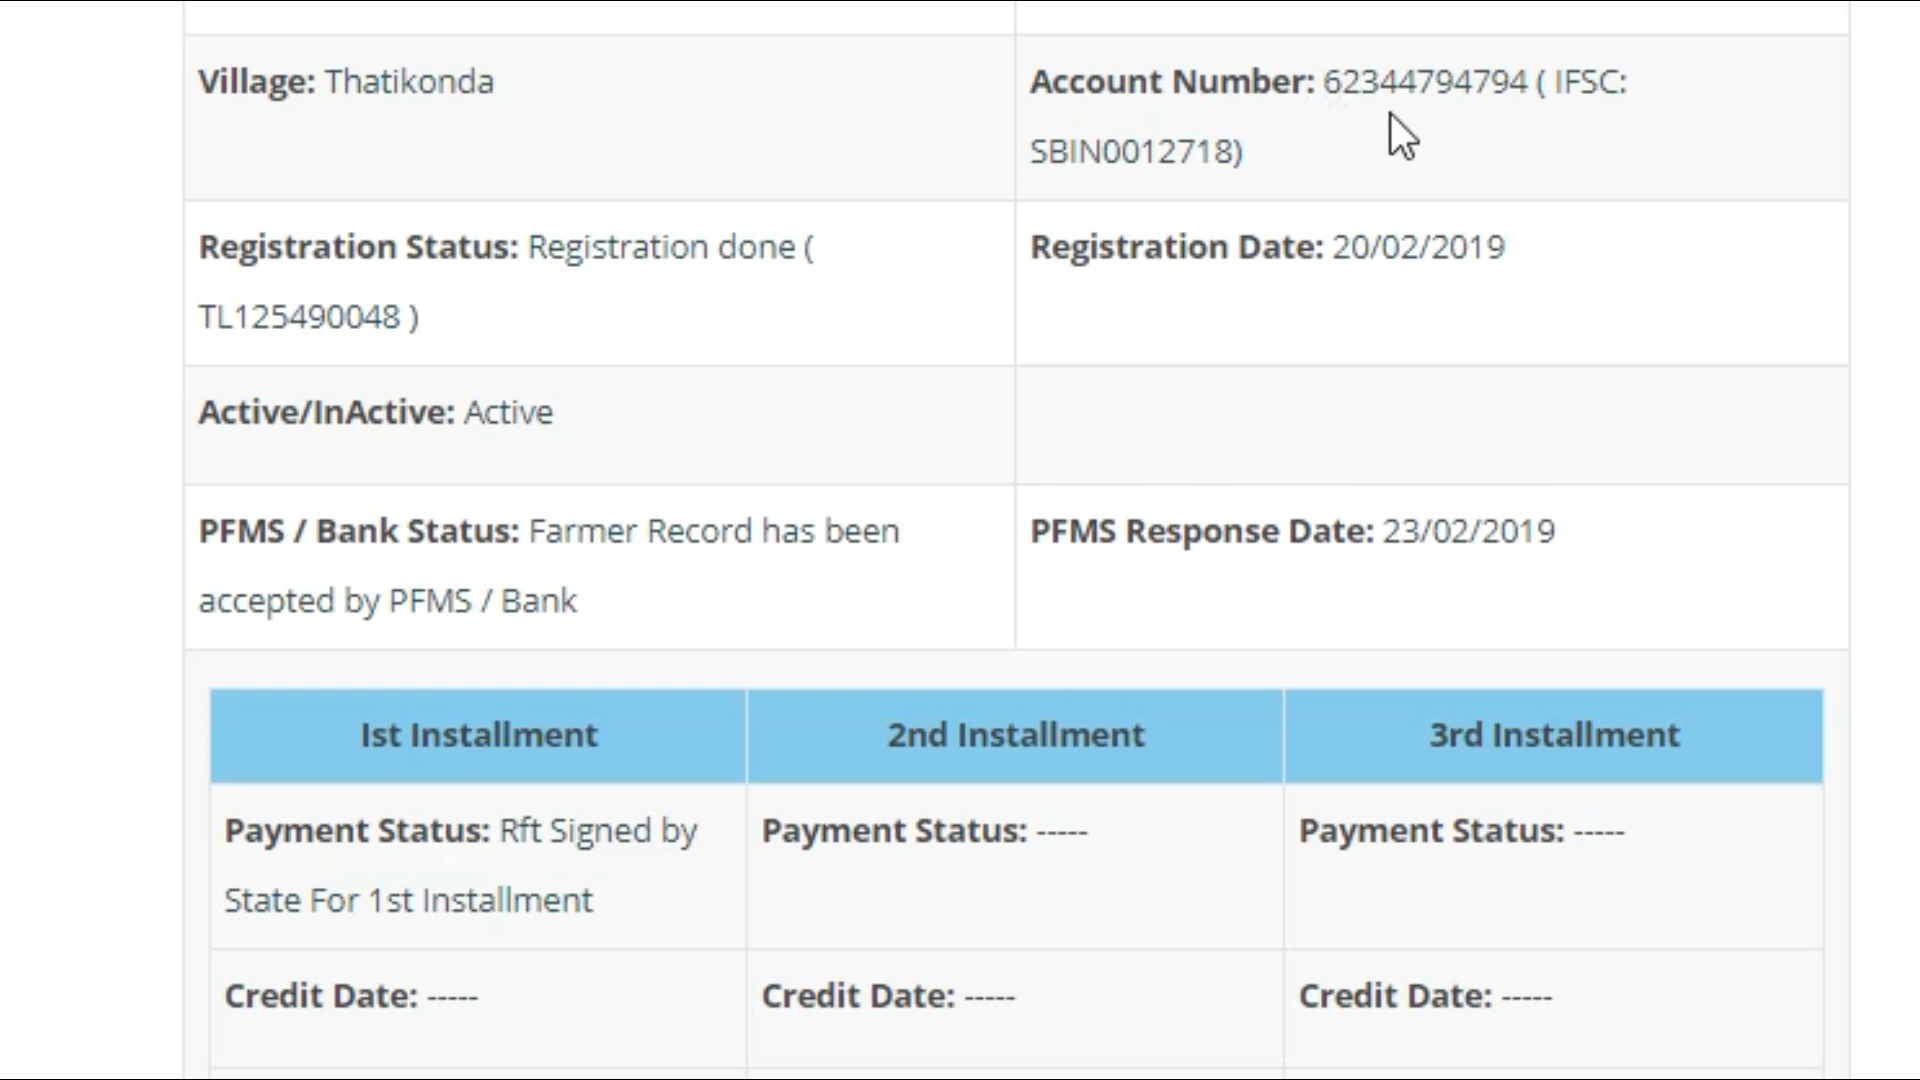 Village: Thatikonda
Account Number: 62344794794 ( IFSC:
SBIN0012718)
Registration Status: Registration done (
TL125490048 )
Registration Date: 20/02/2019
Active/InActive: Active
PFMS / Bank Status: Farmer Record has been
accepted by PFMS / Bank
PFMS Response Date: 23/02/2019
Ist Installment
2nd Installment
3rd Installment
Payment Status: Rft Signed by
State For 1st Installment
Payment Status: -----
Payment Status: -----
Credit Date: -----
Credit Date: -----
Credit Date: -----